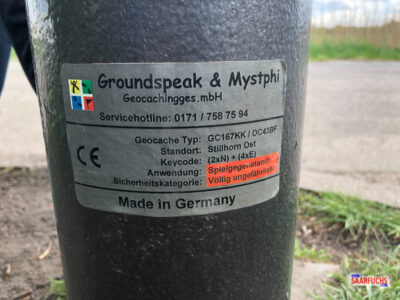 Groundspeak & Mystphi
Geocachingges.mbH
Servicehotline: 0171 / 758 75 94
Geocache Typ: GC167KK / OC43BF
Standort: Stillhorn Ost
Keycode: (2xN) + (4xE)
Anwendung: Spielgegenstand!
Sicherheitskategorie: Völlig ungefährlich!
CE
Made in Germany
SAARFUCHS